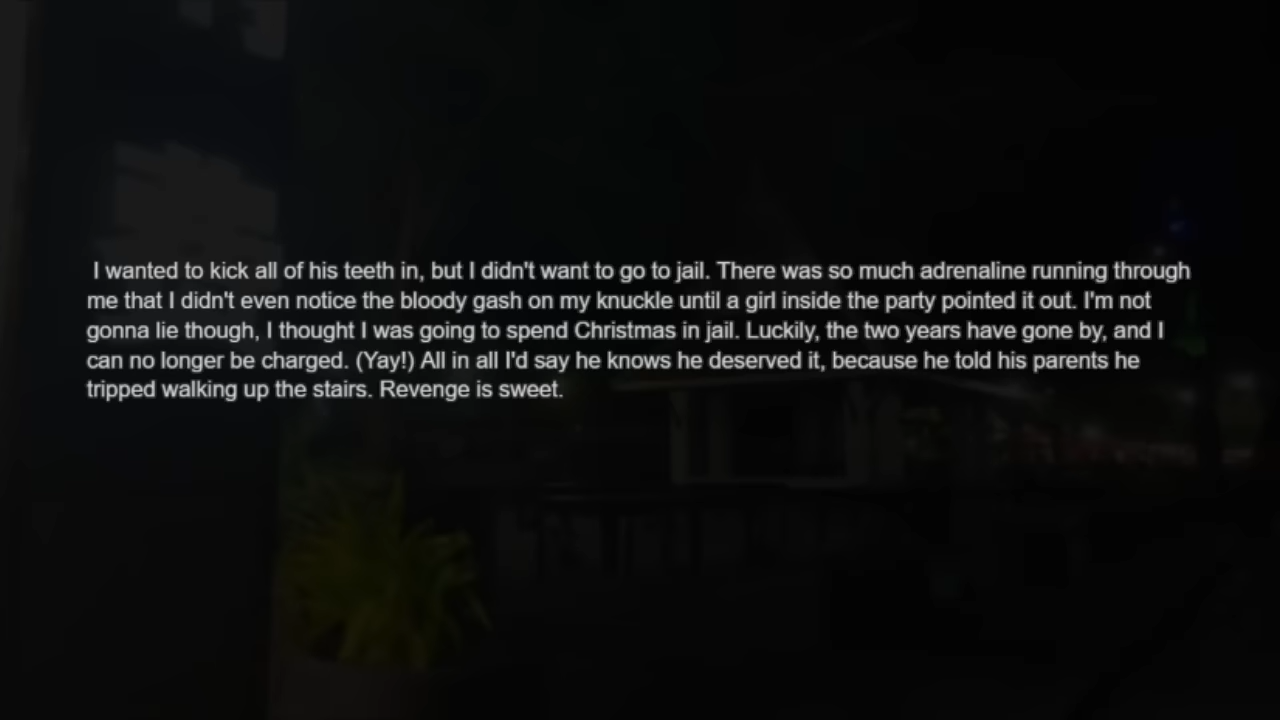 I wanted to kick all of his teeth in, but I didn't want to go to jail. There was so much adrenaline running through
me that I didn't even notice the bloody gash on my knuckle until a girl inside the party pointed it out. I'm not
gonna lie though, I thought I was going to spend Christmas in jail. Luckily, the two years have gone by, and I
can no longer be charged. (Yay!) All in all I'd say he knows he deserved it, because he told his parents he
tripped walking up the stairs. Revenge is sweet.